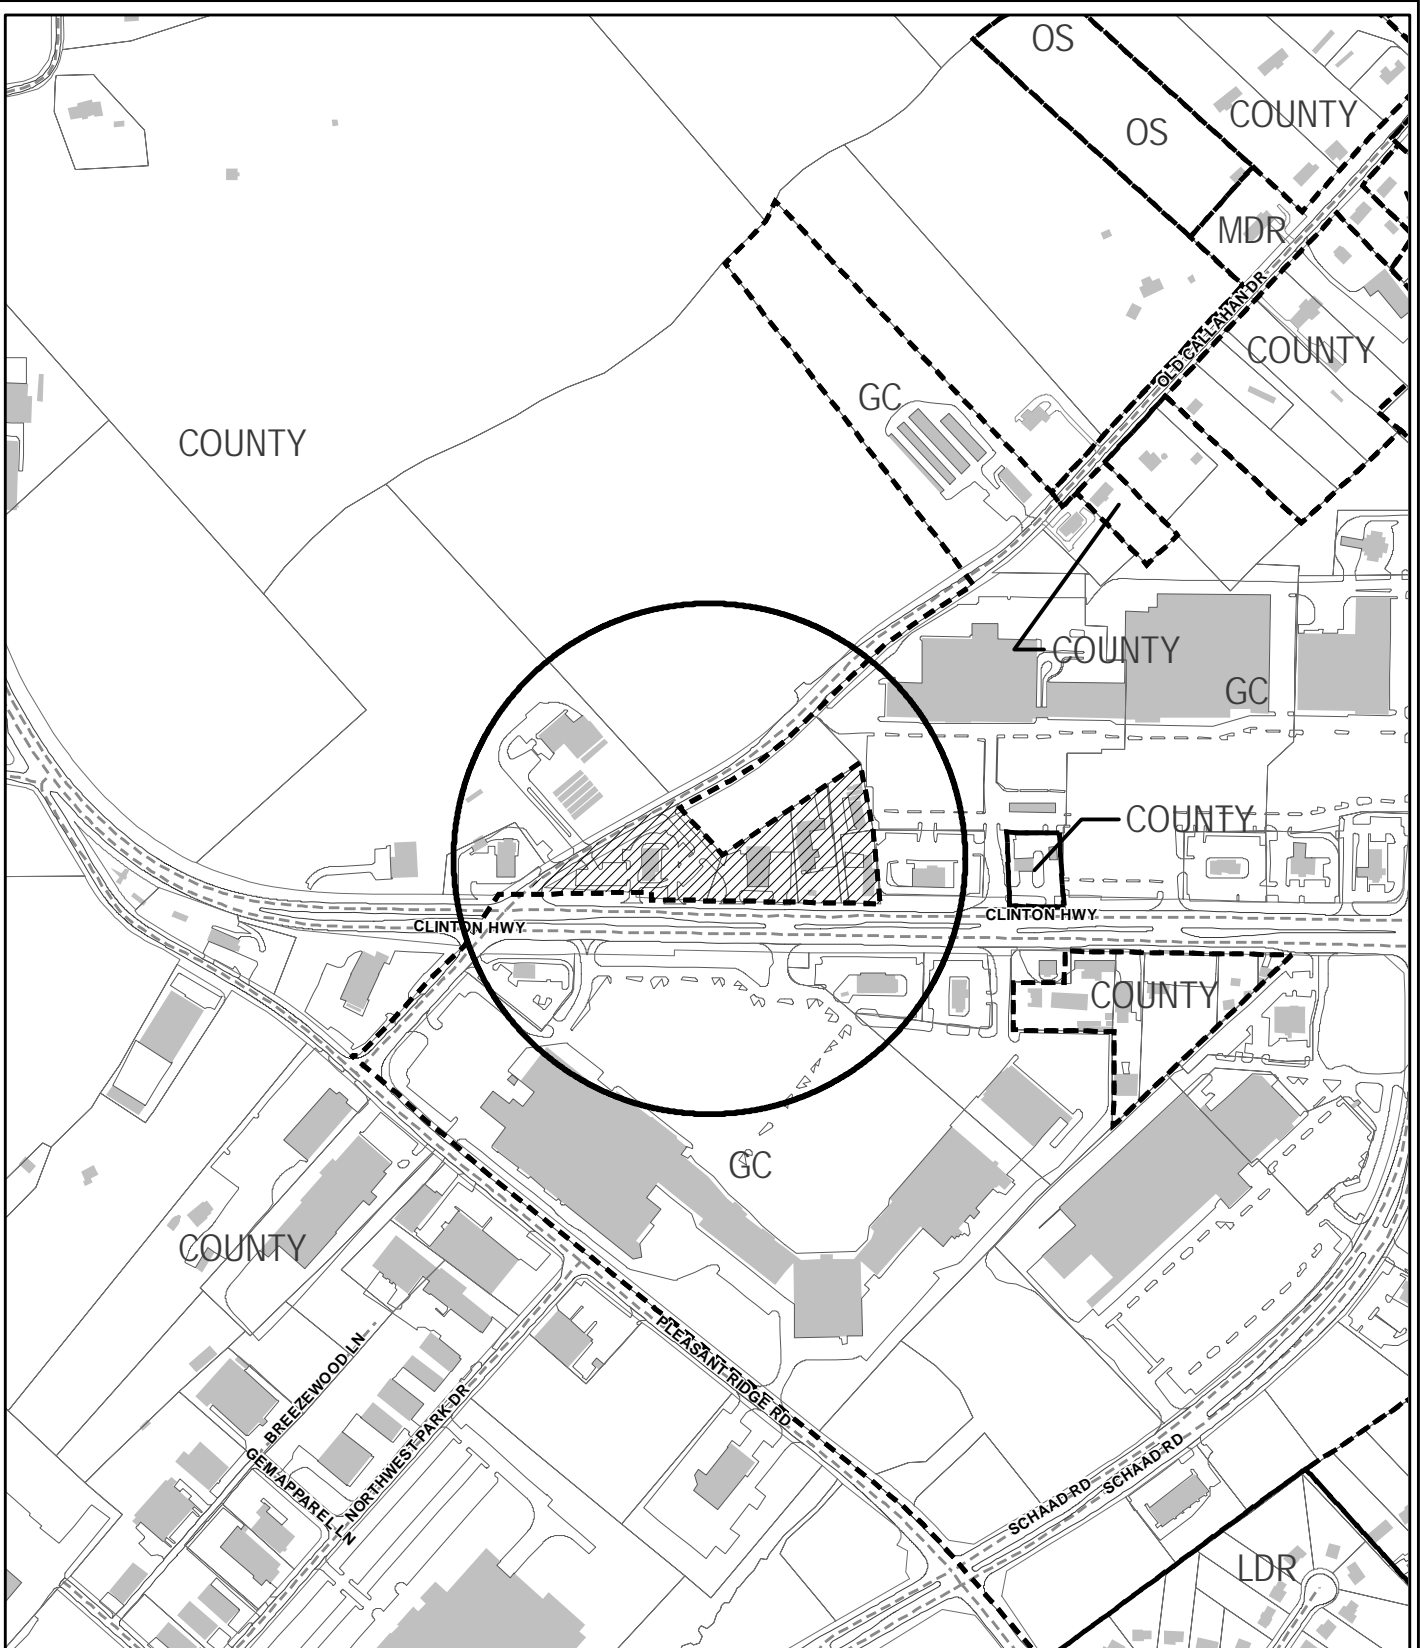 OS
COUNTY
OS
MDR
OLD CALLAHAN DR
COUNTY
GC
COUNTY
COUNTY
GC
COUNTY
CLINTON HWY
CLINTON HWY
COUNTY
GC
COUNTY
PLEASANT RIDGE RD
BREEZEWOOD LN
NORTHWEST PARK DR
GEM APPAREL LN
SCHAAD RD
SCHAAD RD
LDR